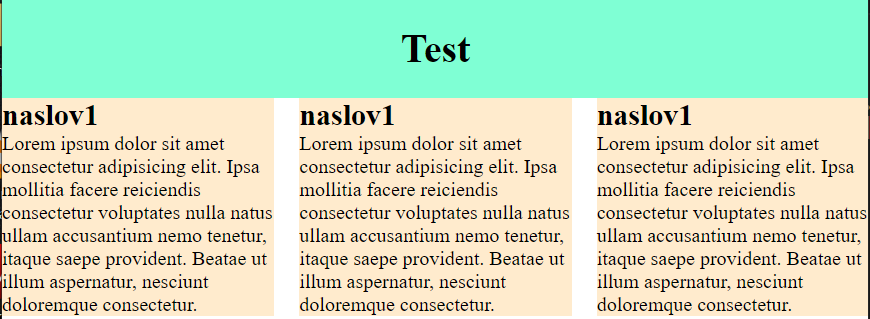 Test
naslov1
Lorem ipsum dolor sit amet
consectetur adipisicing elit. Ipsa
mollitia facere reiciendis
consectetur voluptates nulla natus
ullam accusantium nemo tenetur,
itaque saepe provident. Beatae ut
illum aspernatur, nesciunt
doloremque consectetur.
naslov1
Lorem ipsum dolor sit amet
consectetur adipisicing elit. Ipsa
mollitia facere reiciendis
consectetur voluptates nulla natus
ullam accusantium nemo tenetur,
itaque saepe provident. Beatae ut
illum aspernatur, nesciunt
doloremque consectetur.
naslov1
Lorem ipsum dolor sit amet
consectetur adipisicing elit. Ipsa
mollitia facere reiciendis
consectetur voluptates nulla natus
ullam accusantium nemo tenetur,
itaque saepe provident. Beatae ut
illum aspernatur, nesciunt
doloremque consectetur.